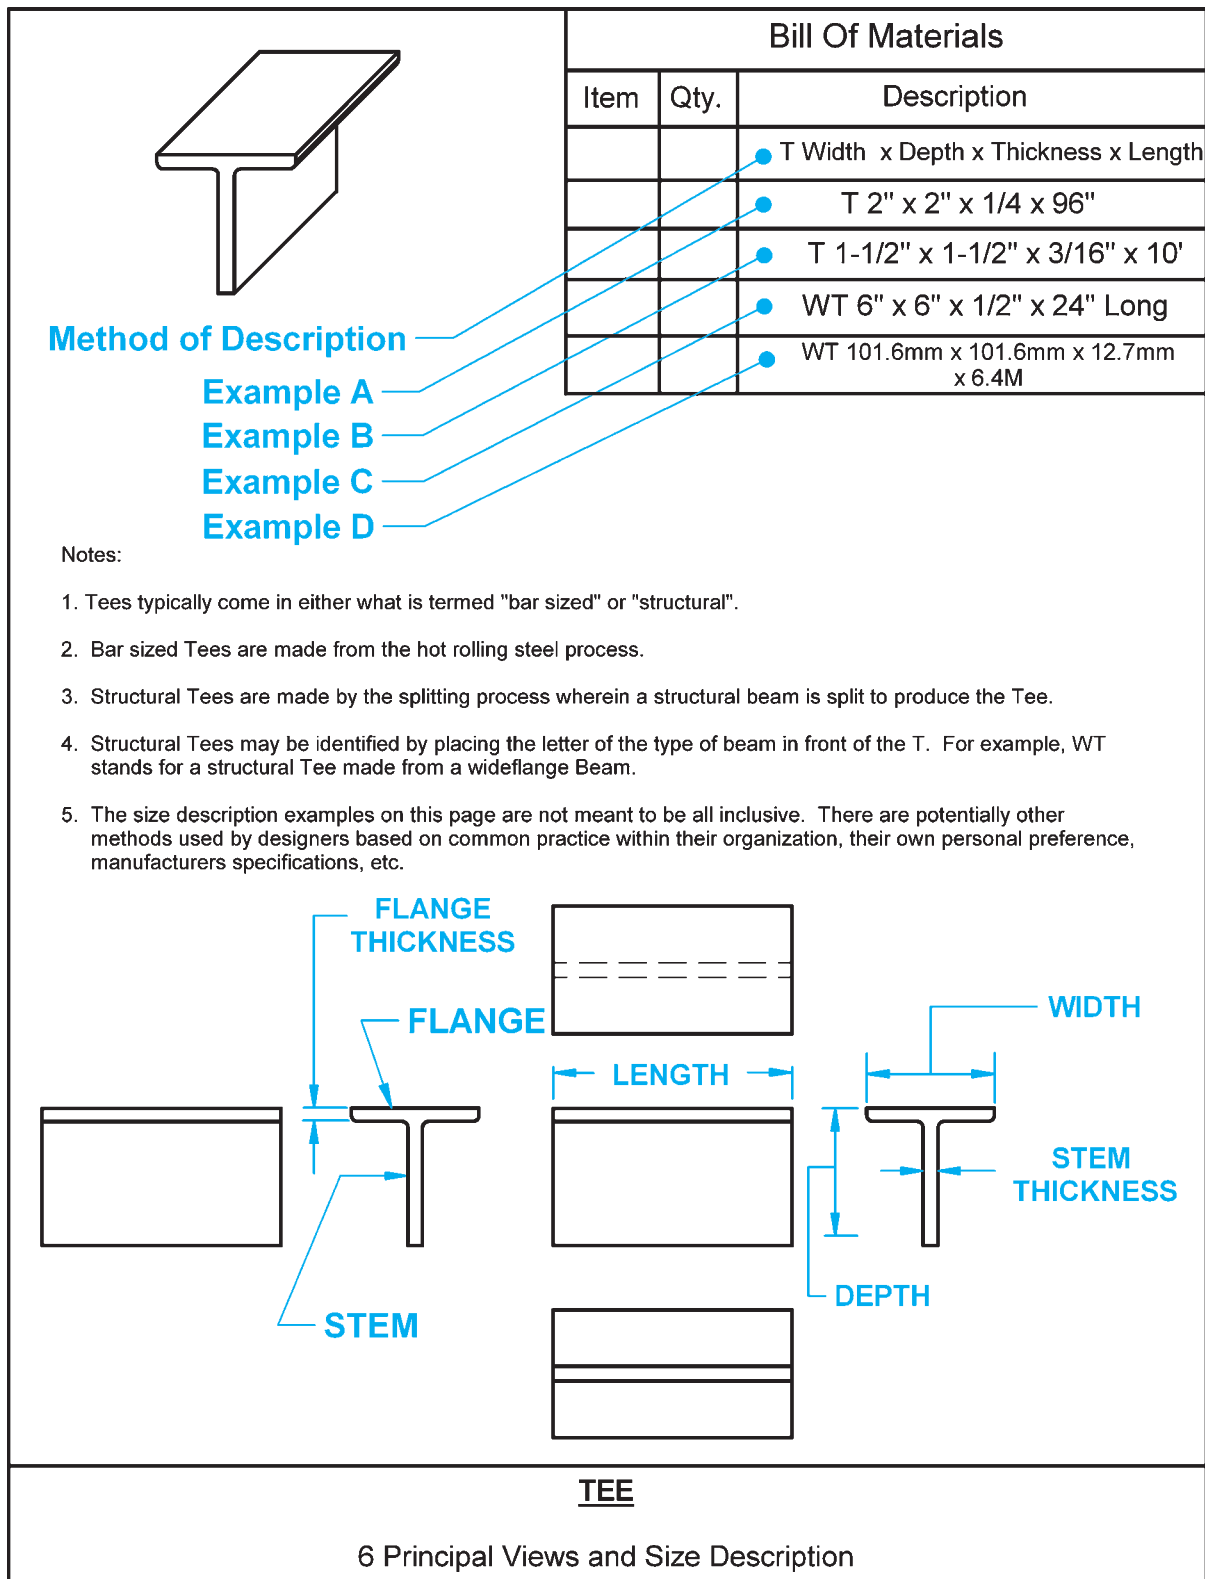 Bill Of Materials
Item Qty. Description
T Width x Depth x Thickness x Length
T 2" x 2" x 1/4 x 96"
T 1-1/2" x 1-1/2" x 3/16" x 10'
WT 6" x 6" x 1/2" x 24" Long
WT 101.6mm x 101.6mm x 12.7mm
x 6.4M
Method of Description
Example A
Example B
Example C
Example D
Notes:
1. Tees typically come in either what is termed "bar sized" or "structural".
2. Bar sized Tees are made from the hot rolling steel process.
3. Structural Tees are made by the splitting process wherein a structural beam is split to produce the Tee.
4. Structural Tees may be identified by placing the letter of the type of beam in front of the T. For example, WT
stands for a structural Tee made from a wideflange Beam.
5. The size description examples on this page are not meant to be all inclusive. There are potentially other
methods used by designers based on common practice within their organization, their own personal preference,
manufacturers specifications, etc.
FLANGE
THICKNESS
FLANGE
WIDTH
LENGTH
STEM
THICKNESS
DEPTH
STEM
TEE
6 Principal Views and Size Description